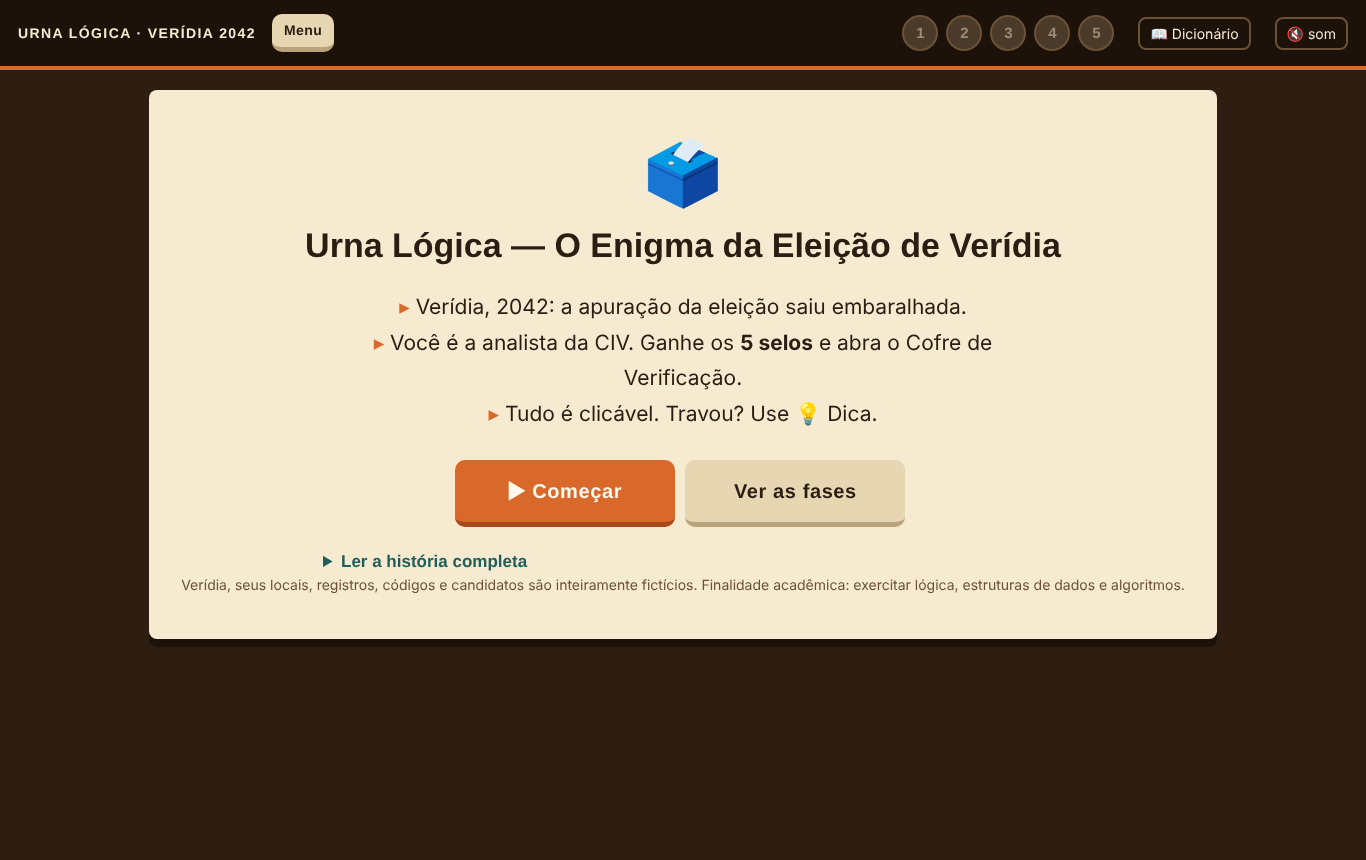 URNA LÓGICA · VERÍDIA 2042
Menu
1 2 3 4 5
📖 Dicionário
🔇 som
Urna Lógica — O Enigma da Eleição de Verídia
▸ Verídia, 2042: a apuração da eleição saiu embaralhada.
▸ Você é a analista da CIV. Ganhe os 5 selos e abra o Cofre de
Verificação.
▸ Tudo é clicável. Travou? Use 💡 Dica.
▶ Começar
Ver as fases
▶ Ler a história completa
Verídia, seus locais, registros, códigos e candidatos são inteiramente fictícios. Finalidade acadêmica: exercitar lógica, estruturas de dados e algoritmos.